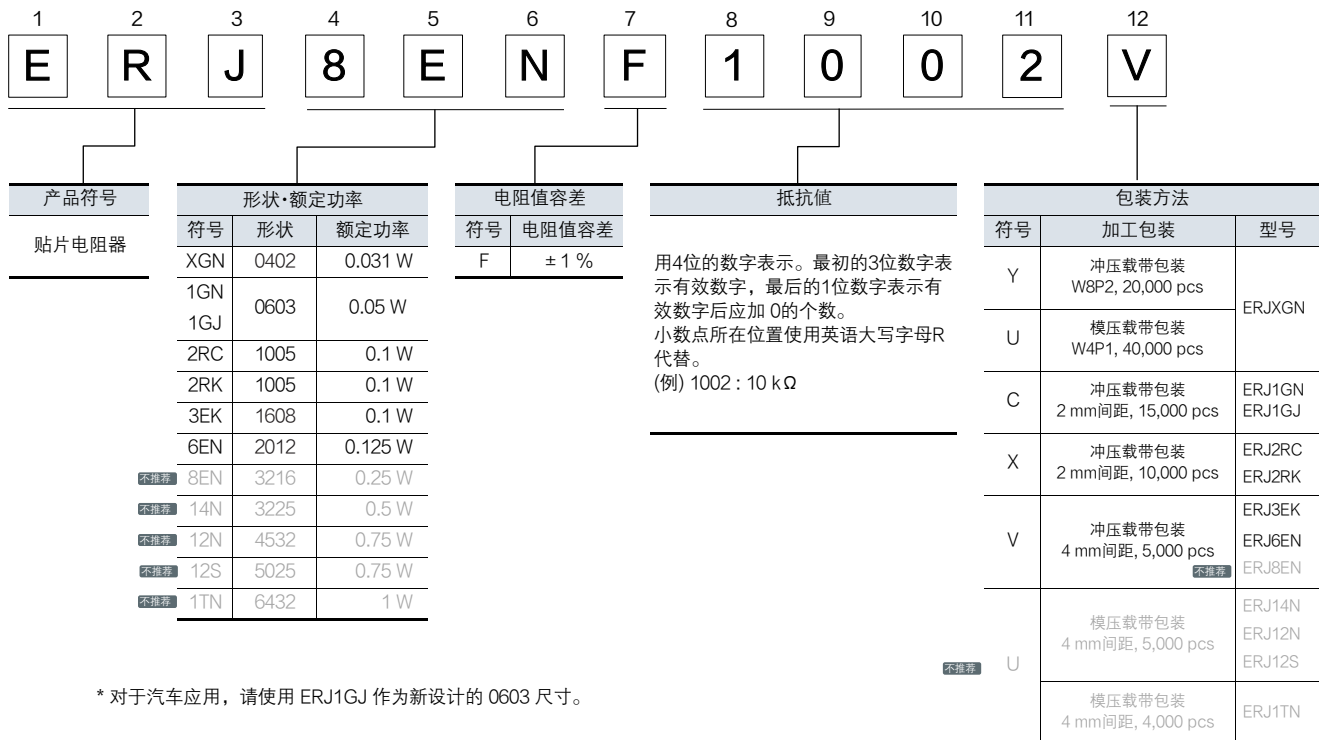 1 2 3 4 5 6 7 8 9 10 11 12
E R J 8 E N F 1 0 0 2 V
产品符号
贴片电阻器
形状·额定功率
符号 形状 额定功率
XGN 0402 0.031 W
1GN
1GJ
0603 0.05 W
2RC 1005 0.1 W
2RK 1005 0.1 W
3EK 1608 0.1 W
6EN 2012 0.125 W
不推荐 8EN 3216 0.25 W
不推荐 14N 3225 0.5 W
不推荐 12N 4532 0.75 W
不推荐 12S 5025 0.75 W
不推荐 1TN 6432 1 W
电阻值容差
符号 电阻值容差
F ±1 %
抵抗値
用4位的数字表示。最初的3位数字表
示有效数字，最后的1位数字表示有
效数字后应加 0的个数。
小数点所在位置使用英语大写字母R
代替。
(例) 1002 : 10 kΩ
包装方法
符号 加工包装 型号
Y
冲压载带包装
W8P2, 20,000 pcs
U
模压载带包装
W4P1, 40,000 pcs
ERJXGN
C
冲压载带包装
2 mm间距, 15,000 pcs
ERJ1GN
ERJ1GJ
X
冲压载带包装
2 mm间距, 10,000 pcs
ERJ2RC
ERJ2RK
V
冲压载带包装
4 mm间距, 5,000 pcs
ERJ3EK
ERJ6EN
不推荐 ERJ8EN
不推荐 U
模压载带包装
4 mm间距, 5,000 pcs
ERJ14N
ERJ12N
ERJ12S
模压载带包装
4 mm间距, 4,000 pcs
ERJ1TN
* 对于汽车应用，请使用 ERJ1GJ 作为新设计的 0603 尺寸。